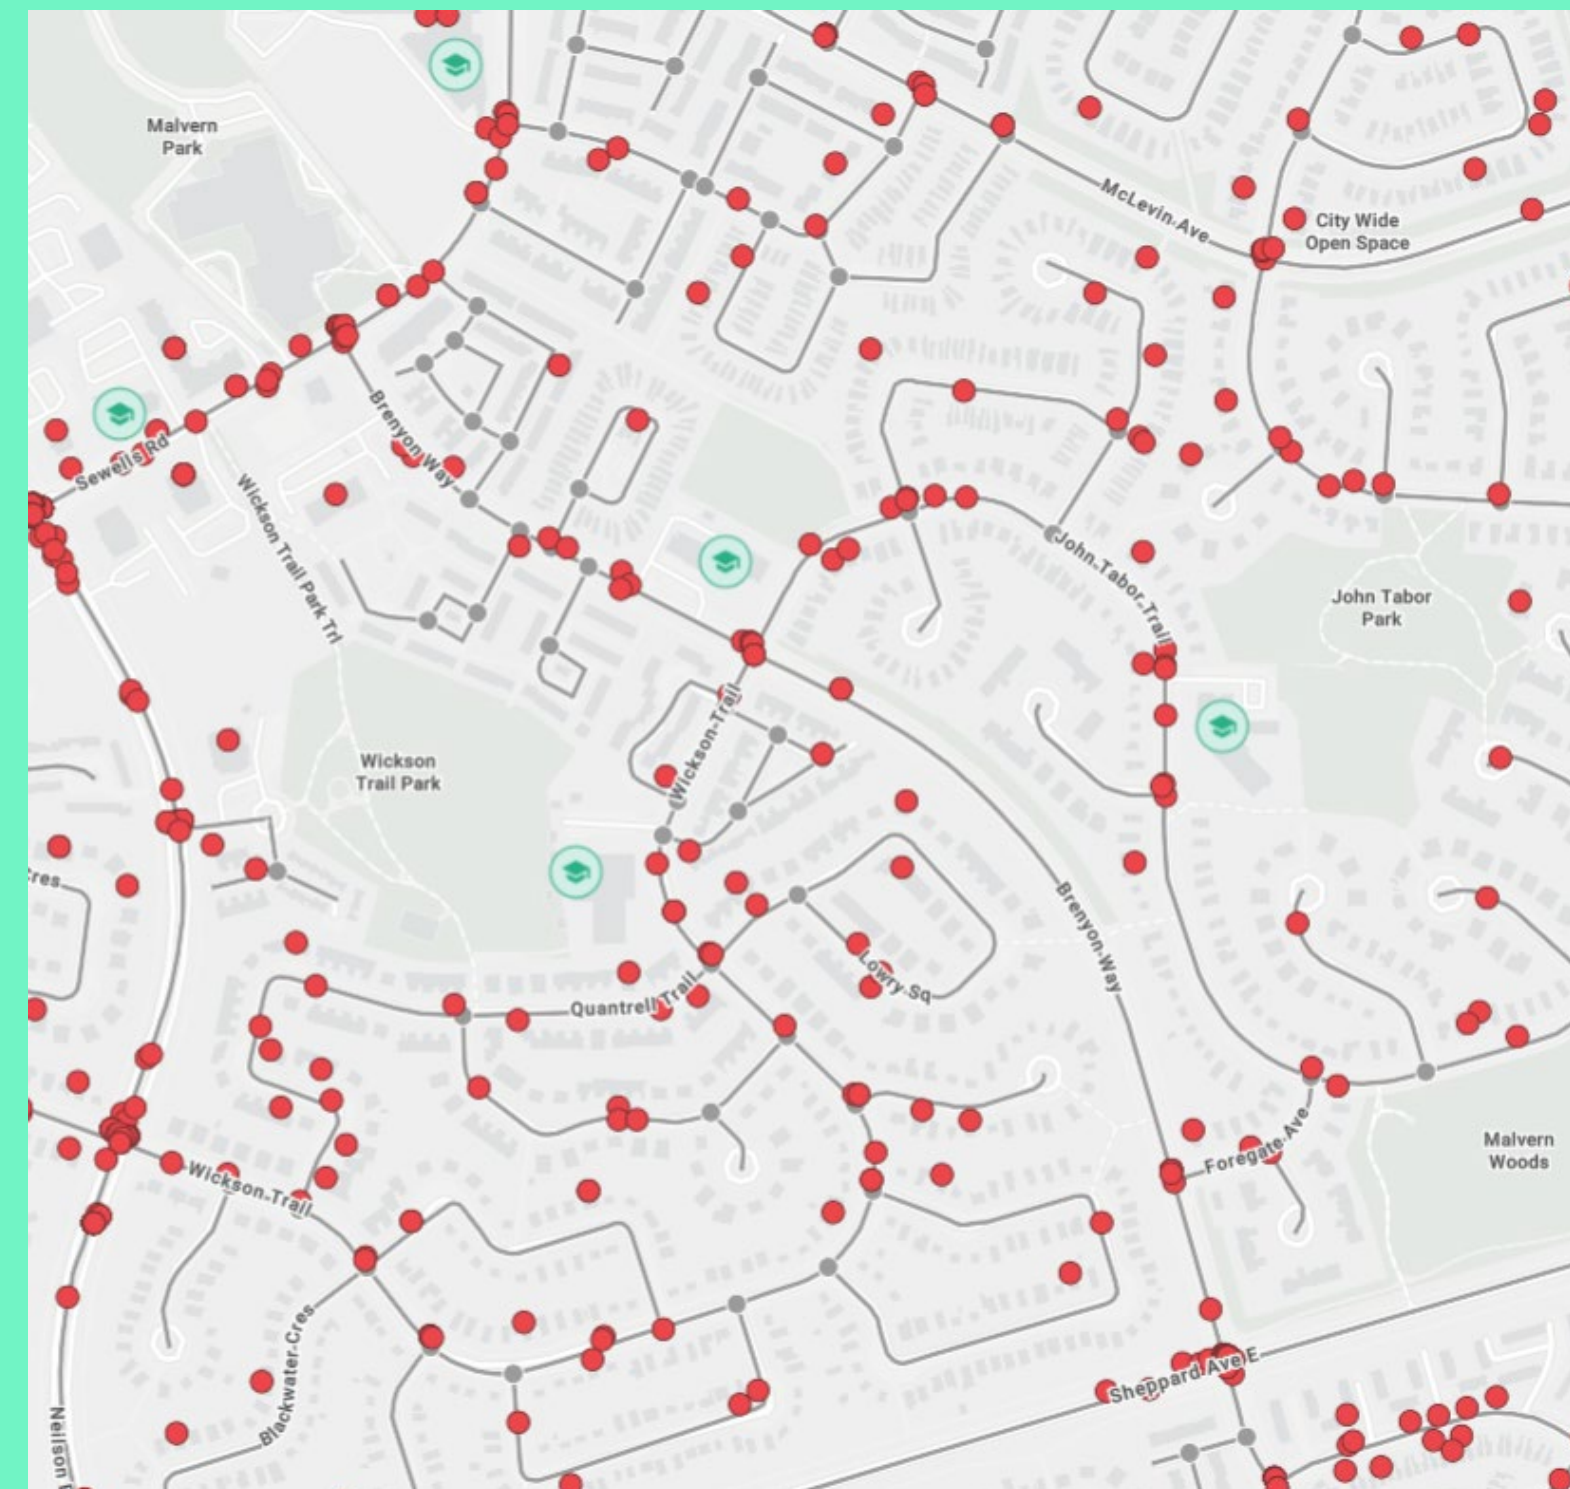 Malvern
Park
McLevin Ave
City Wide
Open Space
Brenyon Way
Sewells Rd
Wickson Trail Park Trl
John Tabor Trail
John Tabor
Park
Wickson Trail
Wickson
Trail Park
Cres
Brenyon Way
Lowry Sq
Quantrell Trail
Foregate Ave
Malvern
Woods
Wickson Trail
Blackwater Cres
Sheppard Ave E
Neilson